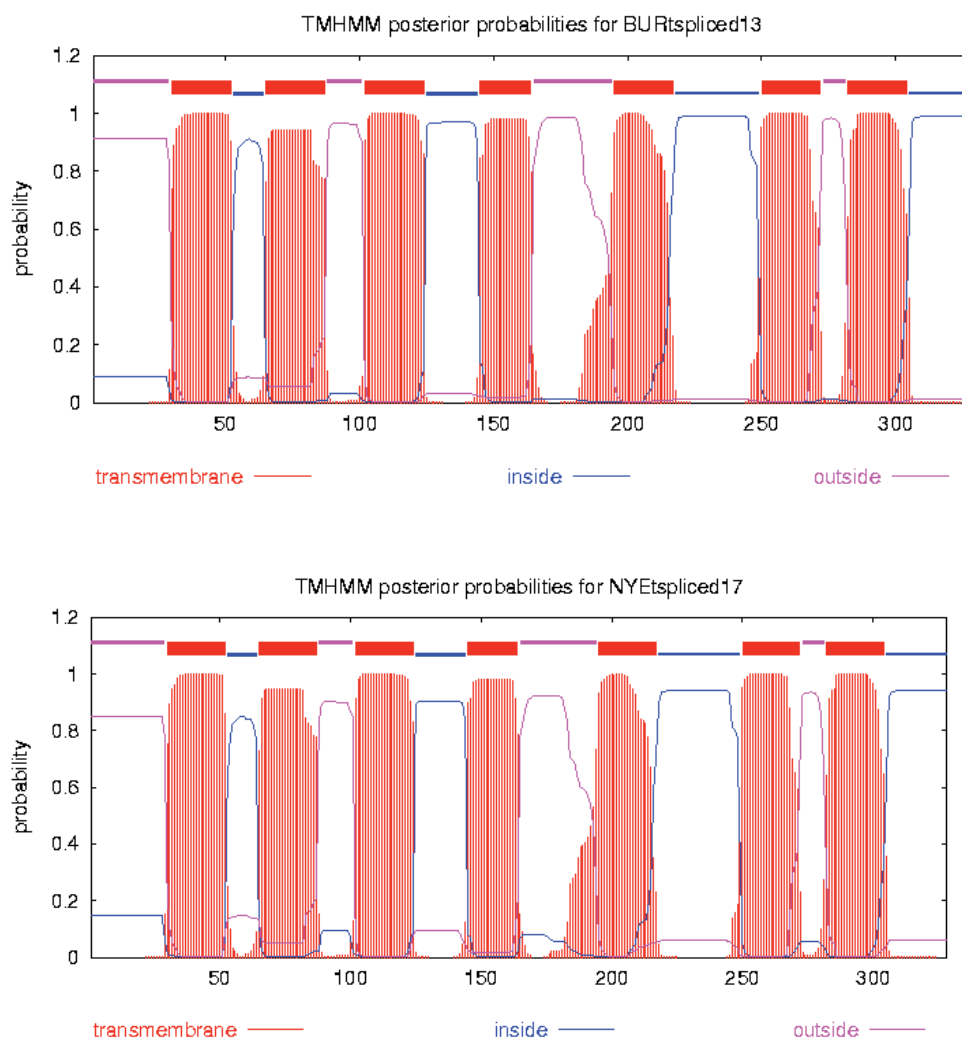 TMHMM posterior probabilities for BURtspliced13
1.2
1
0.8
0.6
0.4
0.2
0
probability
50 100 150 200 250 300
transmembrane inside outside
TMHMM posterior probabilities for NYEtspliced17
1.2
1
0.8
0.6
0.4
0.2
0
probability
50 100 150 200 250 300
transmembrane inside outside